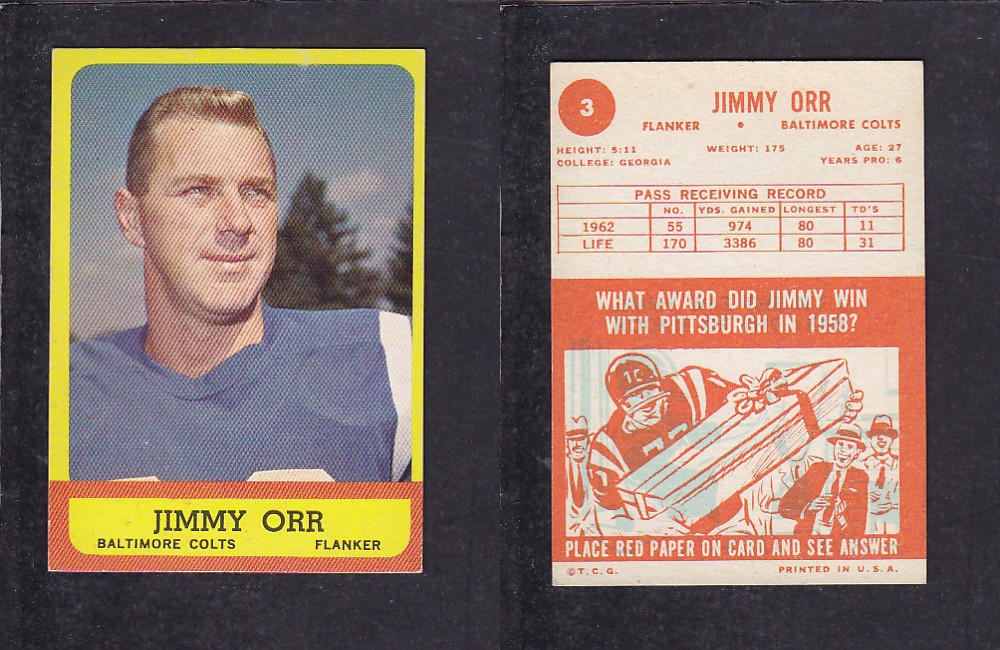 JIMMY ORR
BALTIMORE COLTS FLANKER
3
JIMMY ORR
FLANKER • BALTIMORE COLTS
HEIGHT: 5:11 WEIGHT: 175 AGE: 27
COLLEGE: GEORGIA YEARS PRO: 6
PASS RECEIVING RECORD
NO. YDS. GAINED LONGEST TD'S
1962 55 974 80 11
LIFE 170 3386 80 31
WHAT AWARD DID JIMMY WIN
WITH PITTSBURGH IN 1958?
TC
PLACE RED PAPER ON CARD AND SEE ANSWER
©T.C.G. PRINTED IN U.S.A.